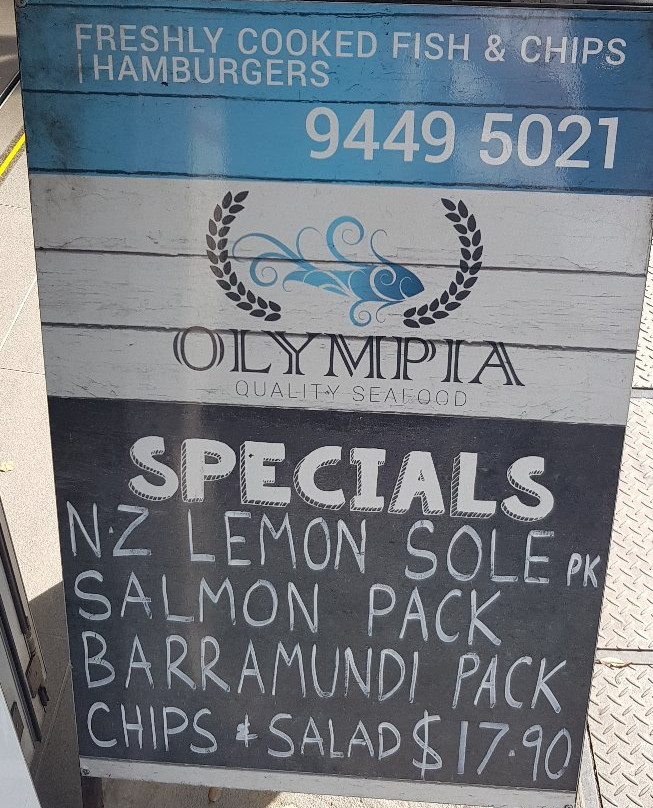 FRESHLY COOKED FISH & CHIPS
|HAMBURGERS
9449 5021
OLYMPIA
QUALITY SEAFOOD
SPECIALS
N.Z LEMON SOLE PK
SALMON PACK
BARRAMUNDI PACK
CHIPS & SALAD $17.90